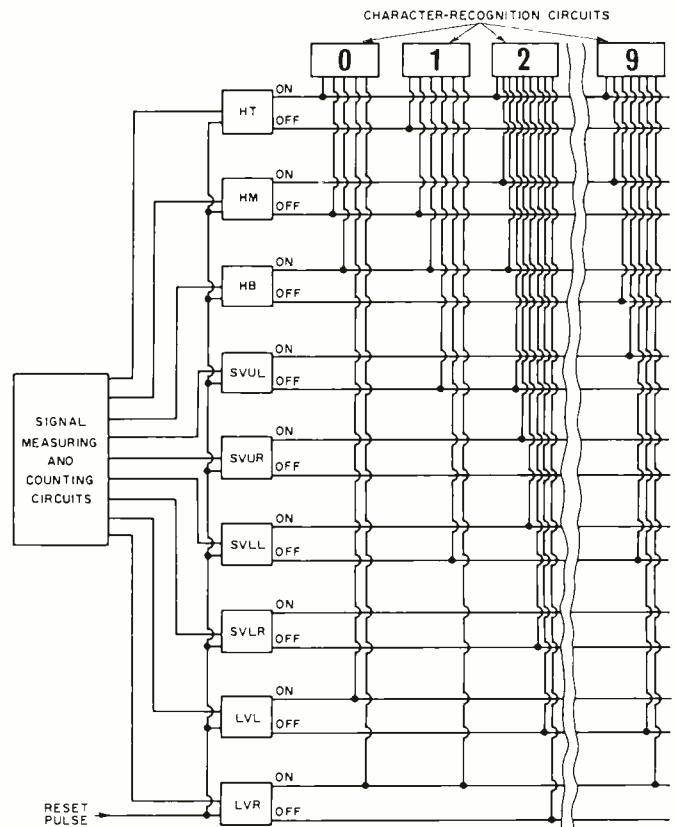 CHARACTER-RECOGNITION CIRCUITS
0 1 2 9
ON
HT
OFF
ON
HM
OFF
ON
HB
OFF
ON
SVUL
OFF
SIGNAL
MEASURING
AND
COUNTING
CIRCUITS
ON
SVUR
OFF
ON
SVLL
OFF
ON
SVLR
OFF
ON
LVL
OFF
ON
LVR
OFF
RESET
PULSE